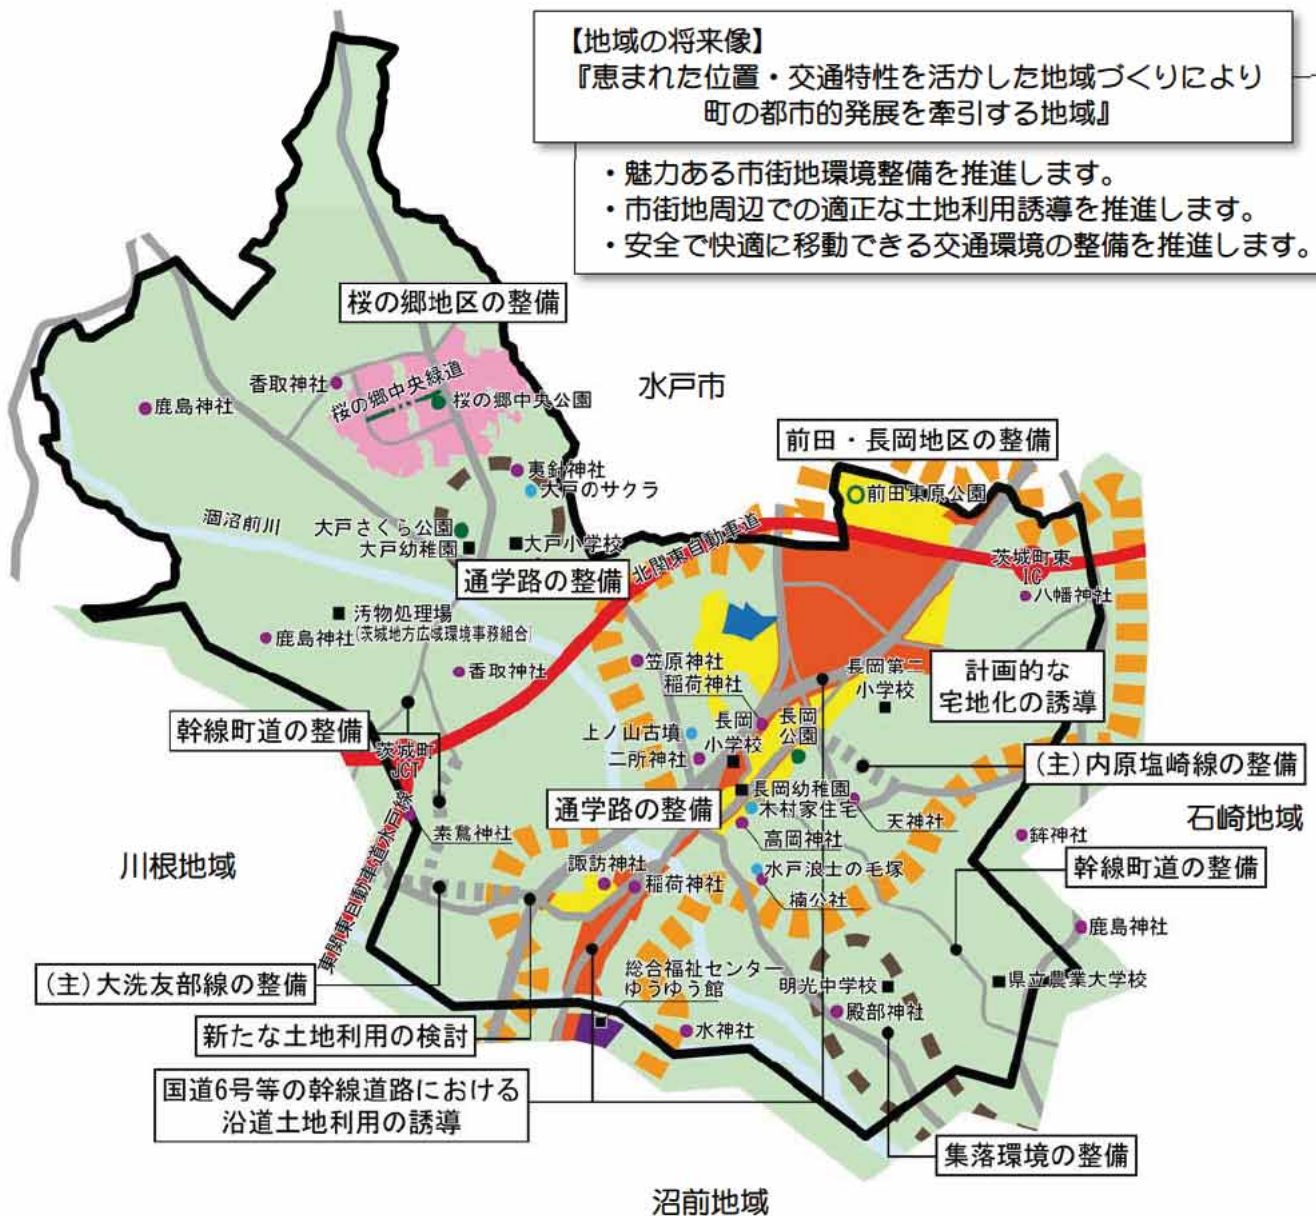 【地域の将来像】
『恵まれた位置・交通特性を活かした地域づくりにより
町の都市的発展を牽引する地域』
・魅力ある市街地環境整備を推進します。
・市街地周辺での適正な土地利用誘導を推進します。
・安全で快適に移動できる交通環境の整備を推進します。
桜の郷地区の整備
水戸市
香取神社
桜の郷中央緑道
桜の郷中央公園
鹿島神社
前田・長岡地区の整備
夷針神社
大戸のサクラ
前田東原公園
涸沼前川
大戸さくら公園
大戸幼稚園
大戸小学校
北関東自動車道
茨城町東
IC
通学路の整備
八幡神社
汚物処理場
(茨城地方広域環境事務組合)
鹿島神社
香取神社
笠原神社
稲荷神社
長岡第二
小学校
計画的な
宅地化の誘導
幹線町道の整備
茨城町
JCT
上ノ山古墳
二所神社
長岡
小学校
長岡
公園
(主)内原塩崎線の整備
通学路の整備
長岡幼稚園
木村家住宅
高岡神社
天神社
石崎地域
鉾神社
素鵞神社
川根地域
東関東自動車道水戸線
諏訪神社
稲荷神社
水戸浪士の毛塚
楠公社
幹線町道の整備
鹿島神社
(主)大洗友部線の整備
総合福祉センター
ゆうゆう館
明光中学校
県立農業大学校
殿部神社
新たな土地利用の検討
水神社
国道6号等の幹線道路における
沿道土地利用の誘導
集落環境の整備
沼前地域